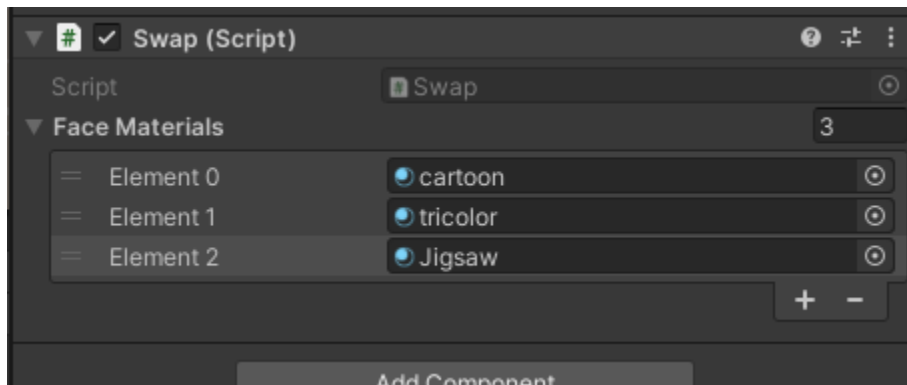 Swap (Script)
Script Swap
Face Materials 3
Element 0 cartoon
Element 1 tricolor
Element 2 Jigsaw
Add Component